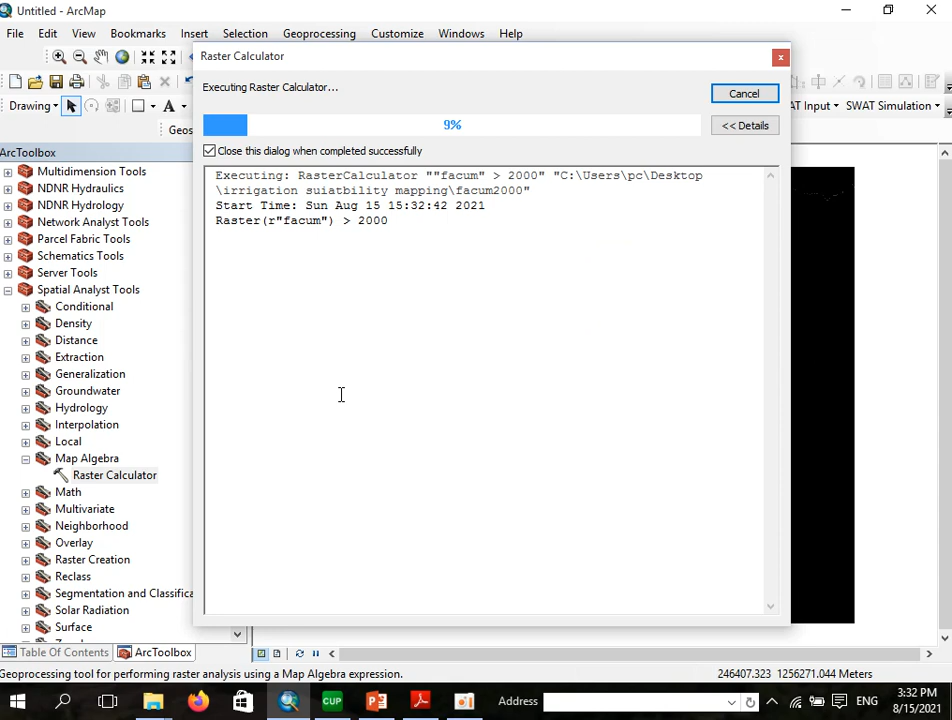 Untitled - ArcMap
File Edit View Bookmarks Insert Selection Geoprocessing Customize Windows Help
Raster Calculator
Executing Raster Calculator...
Cancel
Drawing
A
AT Input
SWAT Simulation
9%
<< Details
Geos
Close this dialog when completed successfully
ArcToolbox
Multidimension Tools
NDNR Hydraulics
NDNR Hydrology
Network Analyst Tools
Parcel Fabric Tools
Schematics Tools
Server Tools
Spatial Analyst Tools
Conditional
Density
Distance
Extraction
Generalization
Groundwater
Hydrology
Interpolation
Local
Map Algebra
Raster Calculator
Math
Multivariate
Neighborhood
Overlay
Raster Creation
Reclass
Segmentation and Classifica
Solar Radiation
Surface
Executing: RasterCalculator ""facum" > 2000" "C:\Users\pc\Desktop
\irrigation suiatbility mapping\facum2000"
Start Time: Sun Aug 15 15:32:42 2021
Raster(r"facum") > 2000
Table Of Contents
ArcToolbox
Geoprocessing tool for performing raster analysis using a Map Algebra expression.
246407.323 1256271.044 Meters
CUP
Address
ENG
3:32 PM
8/15/2021